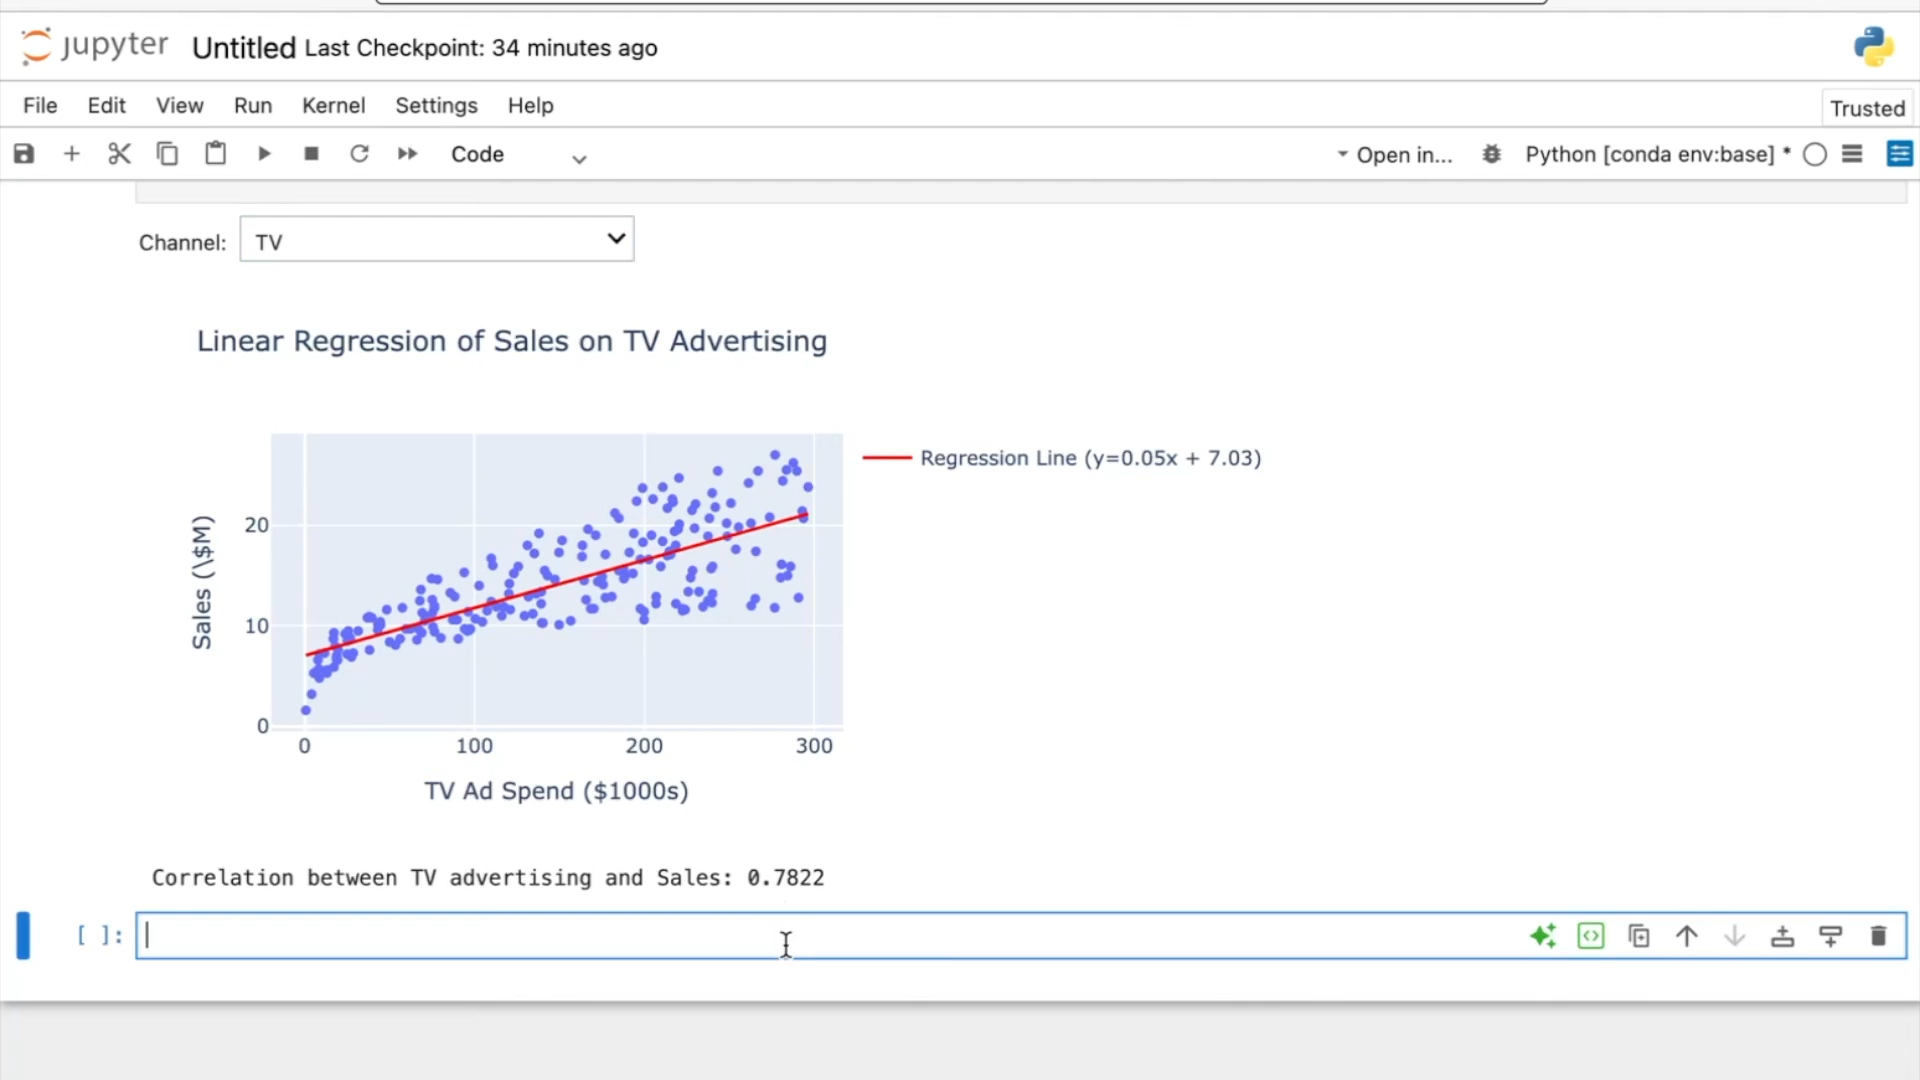 jupyter Untitled Last Checkpoint: 34 minutes ago
File Edit View Run Kernel Settings Help Trusted
Code Open in... Python [conda env:base] *
Channel: TV
Linear Regression of Sales on TV Advertising
Regression Line (y=0.05x + 7.03)
Sales (\$M)
20
10
0
0 100 200 300
TV Ad Spend ($1000s)
Correlation between TV advertising and Sales: 0.7822
[ ]: